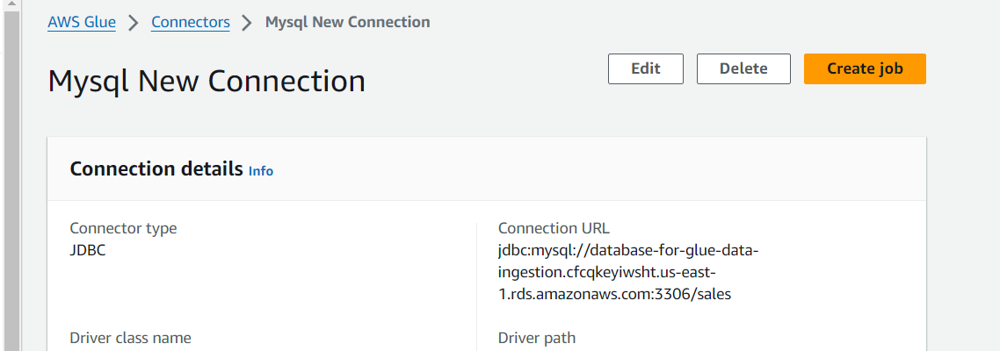 AWS Glue > Connectors > Mysql New Connection
Mysql New Connection
Edit
Delete
Create job
Connection details Info
Connector type
JDBC
Connection URL
jdbc:mysql://database-for-glue-data-
ingestion.cfcqkeyiwsht.us-east-
1.rds.amazonaws.com:3306/sales
Driver class name
Driver path